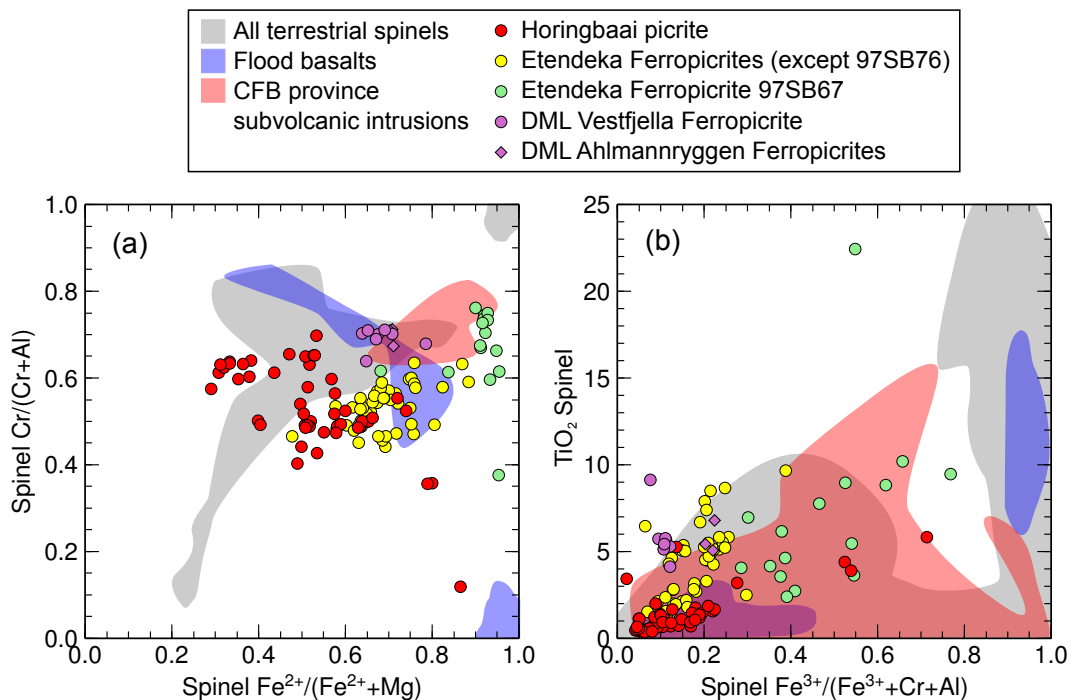 All terrestrial spinels
Flood basalts
CFB province
subvolcanic intrusions
Horingbaai picrite
Etendeka Ferropicrites (except 97SB76)
Etendeka Ferropicrite 97SB67
DML Vestfjella Ferropicrite
DML Ahlmannryggen Ferropicrites
(a)
Spinel Cr/(Cr+Al)
1.0
0.8
0.6
0.4
0.2
0.0
0.0 0.2 0.4 0.6 0.8 1.0
Spinel Fe²⁺/(Fe²⁺+Mg)
(b)
TiO₂ Spinel
25
20
15
10
5
0
0.0 0.2 0.4 0.6 0.8 1.0
Spinel Fe³⁺/(Fe³⁺+Cr+Al)